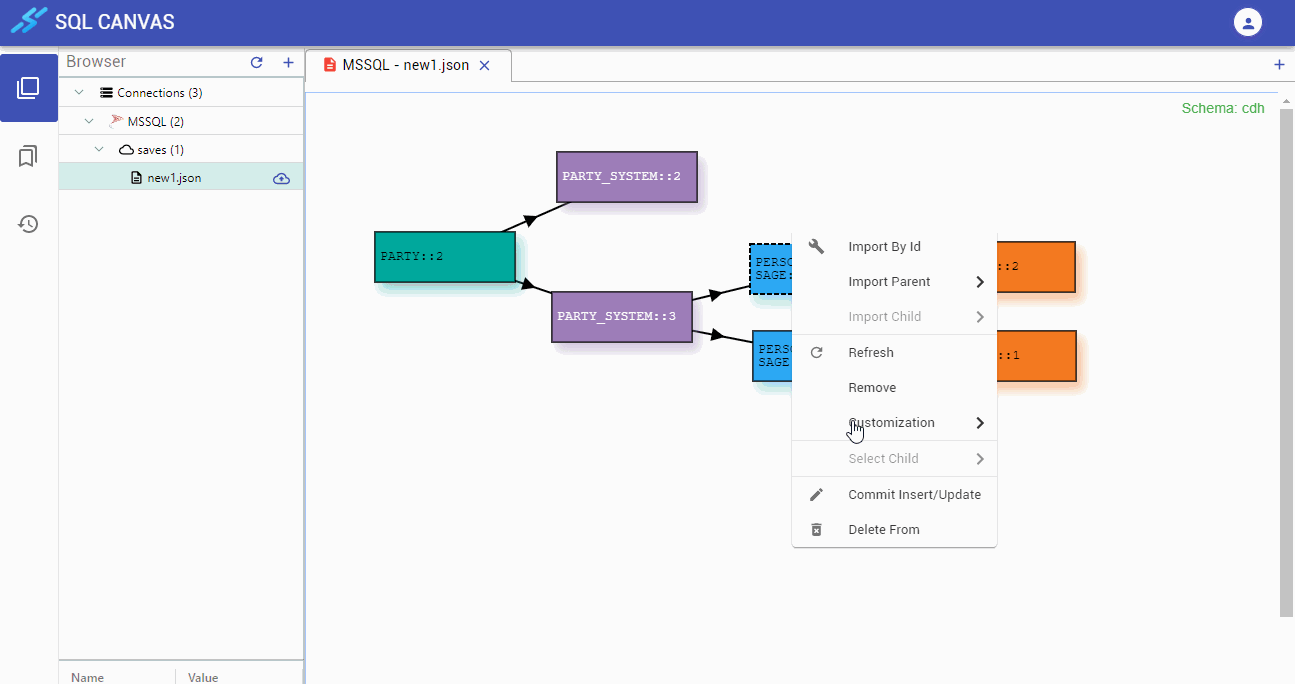 SQL CANVAS
Browser
MSSQL - new1.json
Connections (3)
MSSQL (2)
saves (1)
new1.json
Schema: cdh
PARTY_SYSTEM::2
PARTY::2
PARTY_SYSTEM::3
PERSO
SAGE:
PERSO
SAGE
::2
::1
Import By Id
Import Parent
Import Child
Refresh
Remove
Customization
Select Child
Commit Insert/Update
Delete From
Name Value